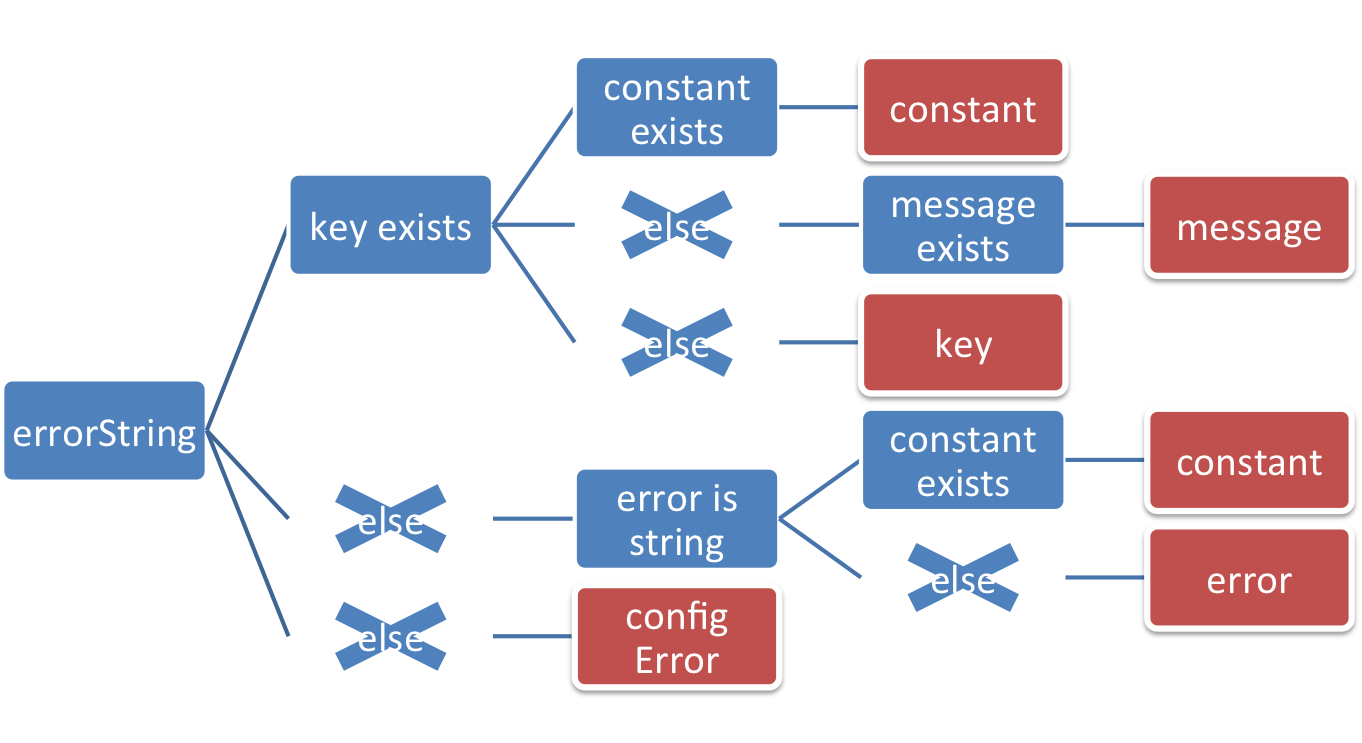 constant
exists
constant
key exists
else
message
exists
message
else
key
errorString
else
error is
string
constant
exists
constant
else
error
else
config
Error